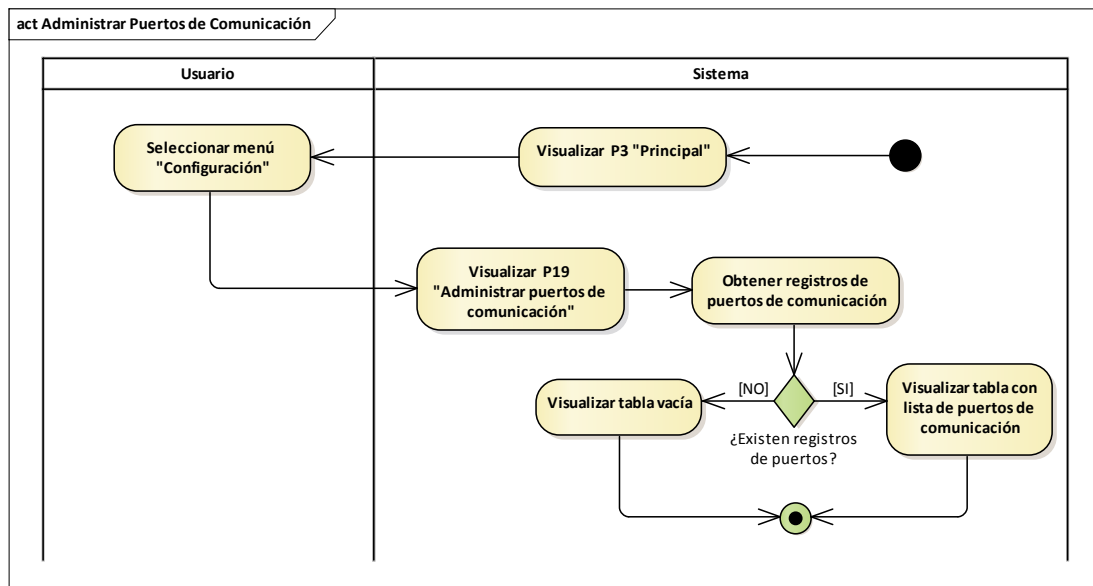 act Administrar Puertos de Comunicación
Usuario
Sistema
Seleccionar menú
"Configuración"
Visualizar P3 "Principal"
Visualizar P19
"Administrar puertos de
comunicación"
Obtener registros de
puertos de comunicación
Visualizar tabla vacía
[NO]
[SI]
Visualizar tabla con
lista de puertos de
comunicación
¿Existen registros
de puertos?